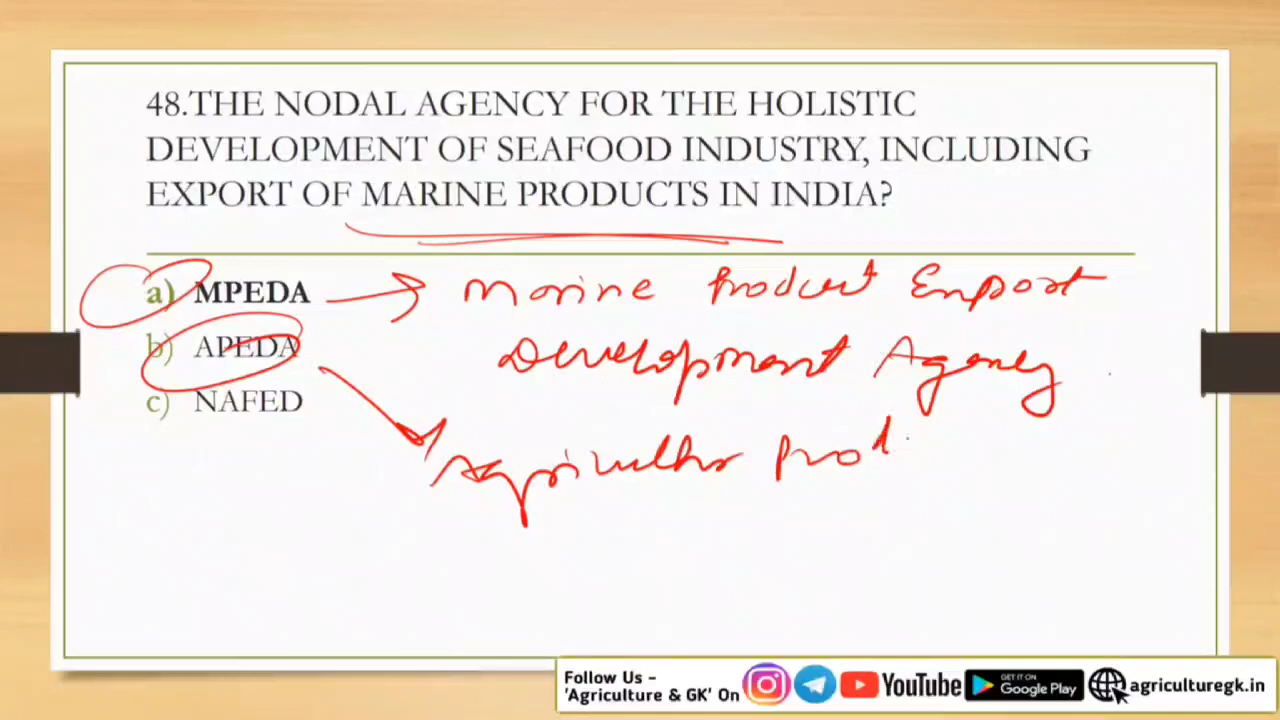 48.THE NODAL AGENCY FOR THE HOLISTIC
DEVELOPMENT OF SEAFOOD INDUSTRY, INCLUDING
EXPORT OF MARINE PRODUCTS IN INDIA?
a) MPEDA
Marine Product Export
Development Agency
b) APEDA
c) NAFED
Agricultur Prod
Follow Us –
'Agriculture & GK' On
YouTube
GET IT ON
Google Play
agriculturegk.in